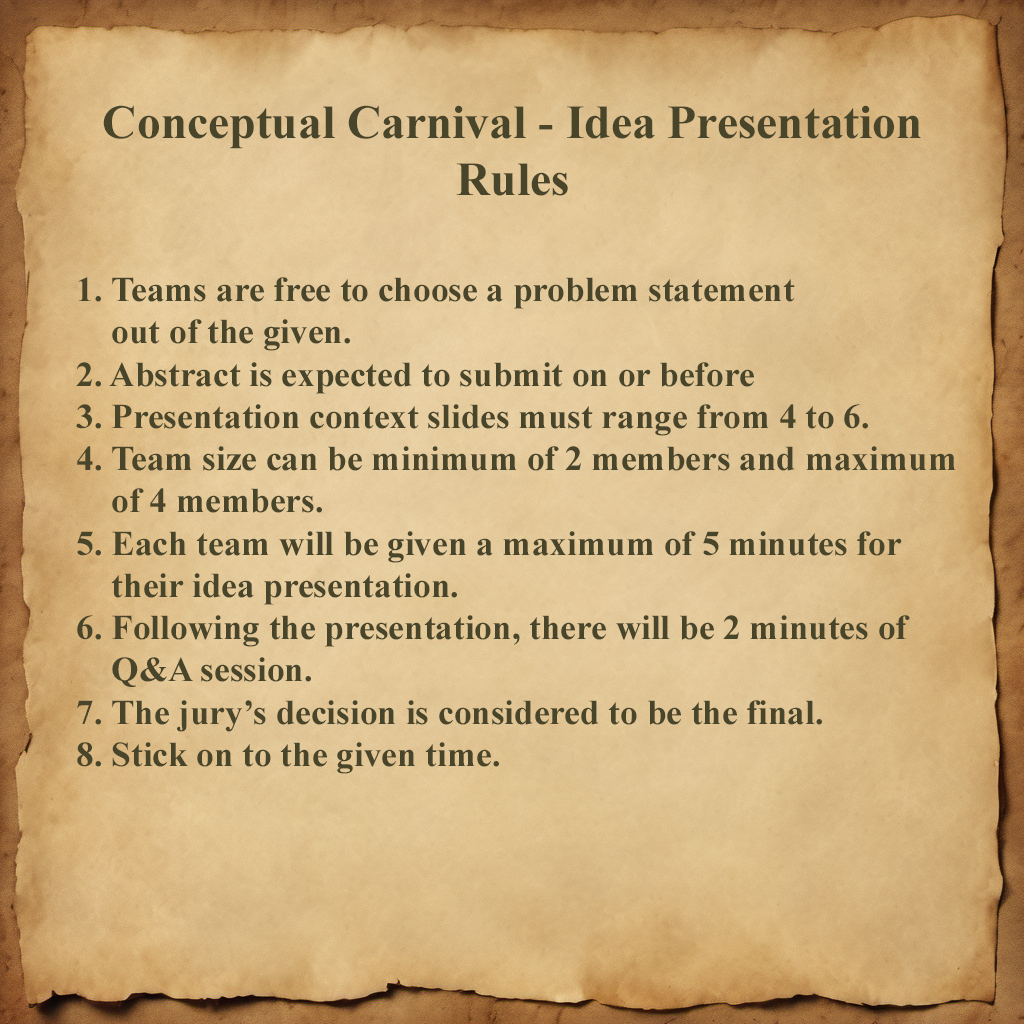 Conceptual Carnival - Idea Presentation
Rules
1. Teams are free to choose a problem statement
out of the given.
2. Abstract is expected to submit on or before
3. Presentation context slides must range from 4 to 6.
4. Team size can be minimum of 2 members and maximum
of 4 members.
5. Each team will be given a maximum of 5 minutes for
their idea presentation.
6. Following the presentation, there will be 2 minutes of
Q&A session.
7. The jury’s decision is considered to be the final.
8. Stick on to the given time.